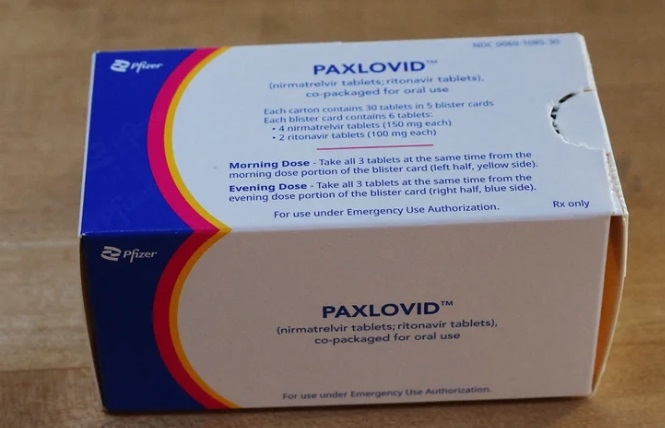 NDC 0069-1085-30
Pfizer
PAXLOVID™
(nirmatrelvir tablets; ritonavir tablets),
co-packaged for oral use
Each carton contains 30 tablets in 5 blister cards
Each blister card contains 6 tablets:
• 4 nirmatrelvir tablets (150 mg each)
• 2 ritonavir tablets (100 mg each)
Morning Dose - Take all 3 tablets at the same time from the
morning dose portion of the blister card (left half, yellow side).
Evening Dose - Take all 3 tablets at the same time from the
evening dose portion of the blister card (right half, blue side).
For use under Emergency Use Authorization.
Rx only
Pfizer
PAXLOVID™
(nirmatrelvir tablets; ritonavir tablets),
co-packaged for oral use
For use under Emergency Use Authorization.